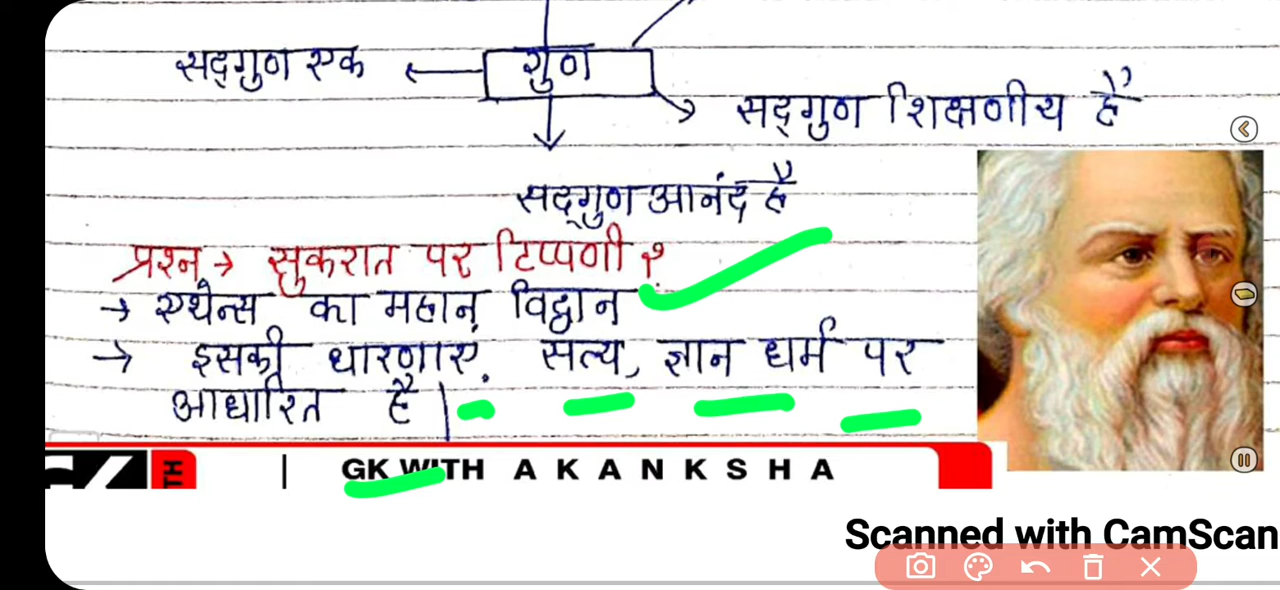 सद्गुण एक ← गुण
सद्गुण शिक्षणीय है
सद्गुण आनंद है
प्रश्न → सुकरात पर टिप्पणी ?
→ एथेन्स का महान विद्वान
→ इसकी धारणाएं सत्य, ज्ञान धर्म पर
आधारित है |
TH | GK WITH AKANKSHA
Scanned with CamScan